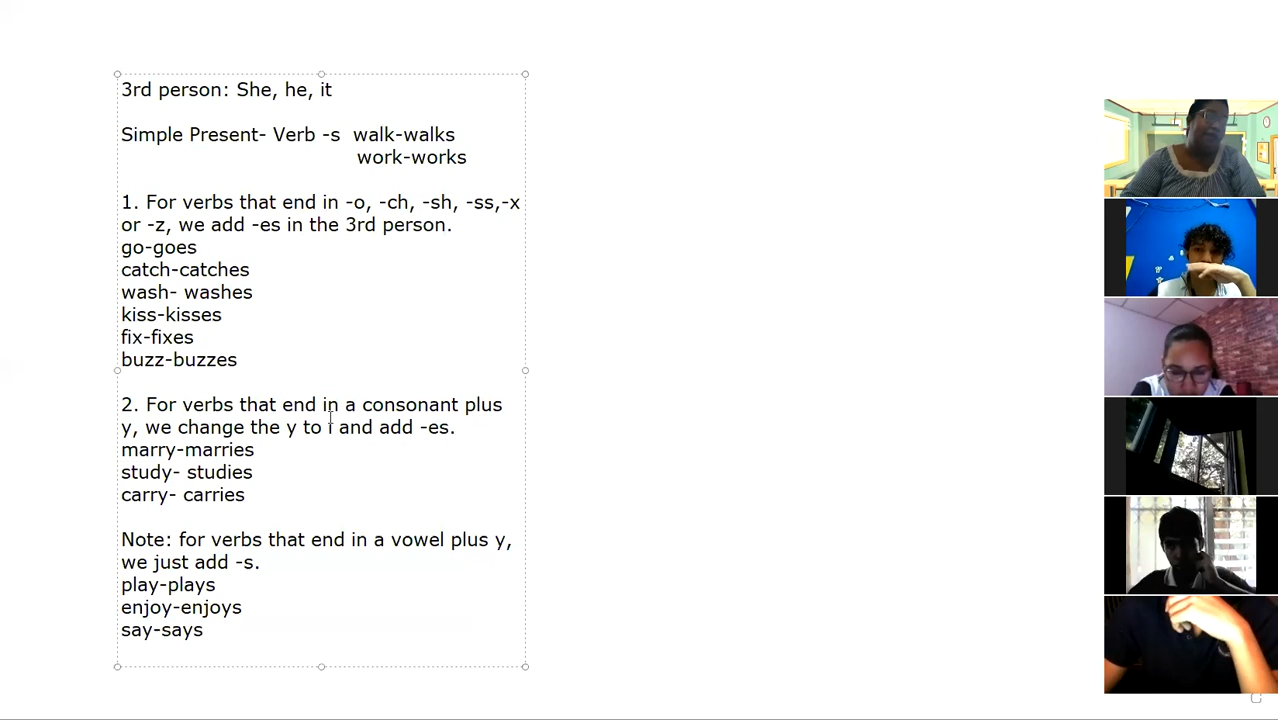 3rd person: She, he, it
Simple Present- Verb -s walk-walks
work-works
1. For verbs that end in -o, -ch, -sh, -ss,-x
or -z, we add -es in the 3rd person.
go-goes
catch-catches
wash- washes
kiss-kisses
fix-fixes
buzz-buzzes
2. For verbs that end in a consonant plus
y, we change the y to i and add -es.
marry-marries
study- studies
carry- carries
Note: for verbs that end in a vowel plus y,
we just add -s.
play-plays
enjoy-enjoys
say-says